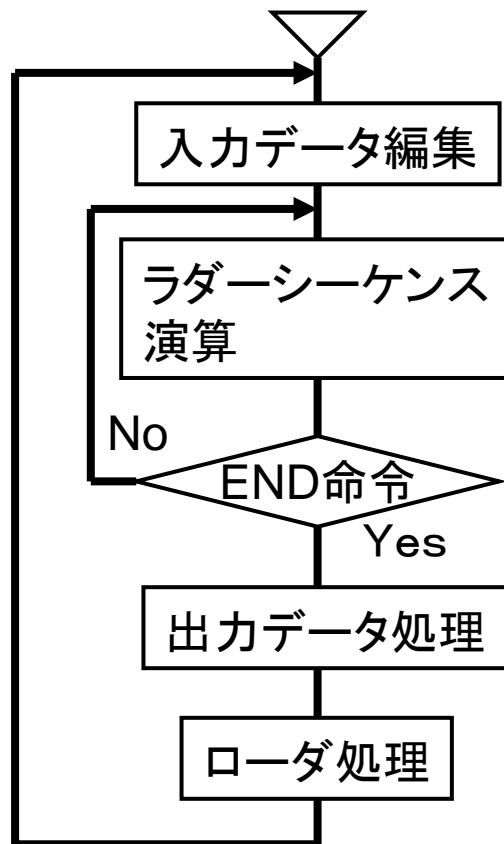 入力データ編集
ラダーシーケンス
演算
No
END命令
Yes
出力データ処理
ローダ処理